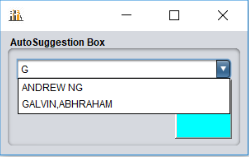 AutoSuggestion Box
G
ANDREW NG
GALVIN,ABHRAHAM